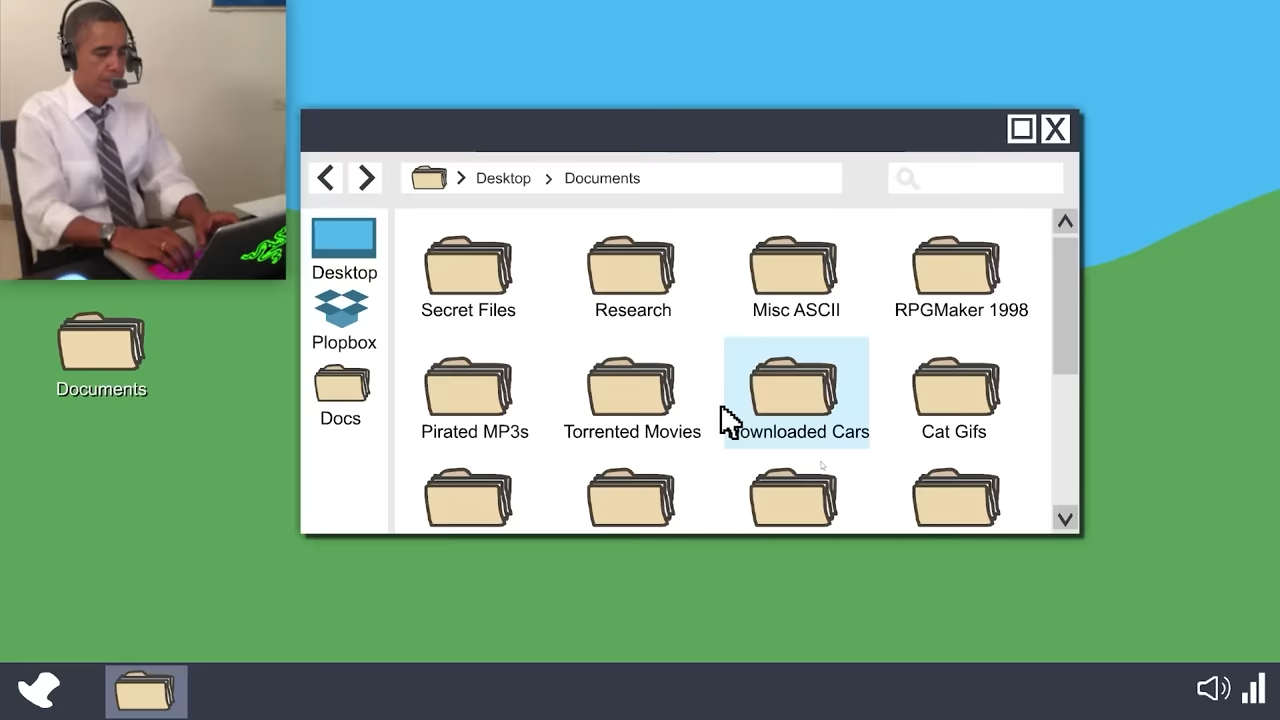 X
Desktop > Documents
Desktop
Plopbox
Docs
Documents
Secret Files
Research
Misc ASCII
RPGMaker 1998
Pirated MP3s
Torrented Movies
ownloaded Cars
Cat Gifs